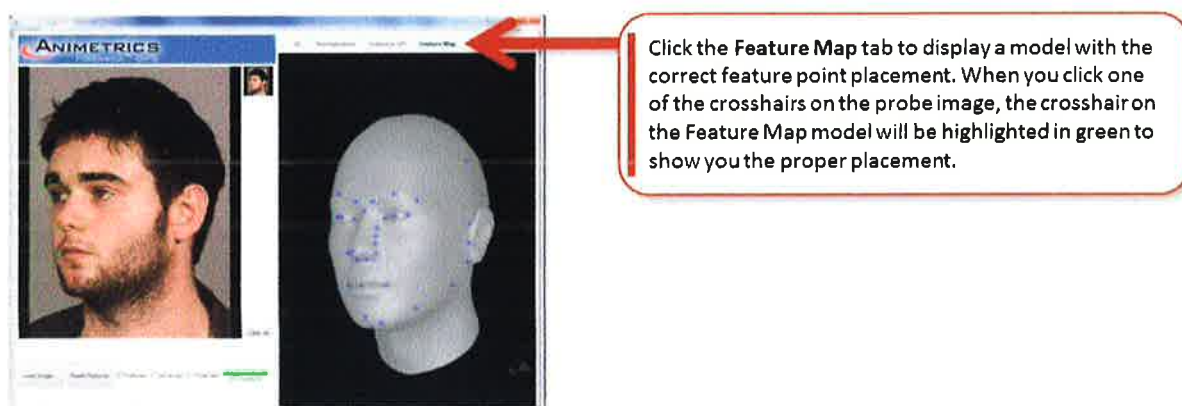 ANIMETRICS
Feature Map
Click the Feature Map tab to display a model with the
correct feature point placement. When you click one
of the crosshairs on the probe image, the crosshair on
the Feature Map model will be highlighted in green to
show you the proper placement.